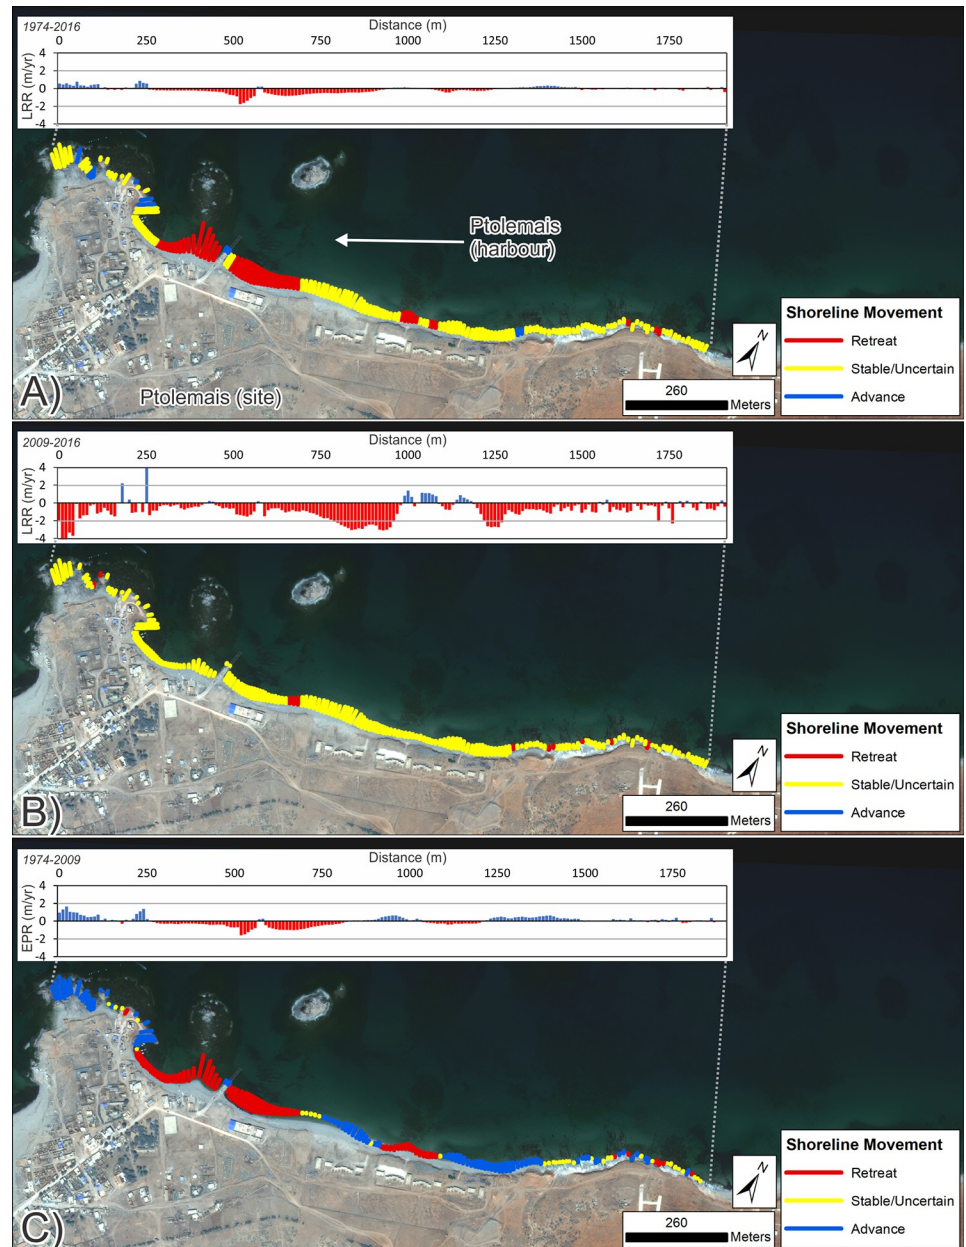 1974-2016
Distance (m)
0 250 500 750 1000 1250 1500 1750
LRR (m/yr)
4
2
0
-2
-4
Ptolemais
(harbour)
Ptolemais (site)
A)
N
260
Meters
Shoreline Movement
Retreat
Stable/Uncertain
Advance
2009-2016
Distance (m)
0 250 500 750 1000 1250 1500 1750
LRR (m/yr)
4
2
0
-2
-4
B)
N
260
Meters
Shoreline Movement
Retreat
Stable/Uncertain
Advance
1974-2009
Distance (m)
0 250 500 750 1000 1250 1500 1750
EPR (m/yr)
4
2
0
-2
-4
C)
N
260
Meters
Shoreline Movement
Retreat
Stable/Uncertain
Advance